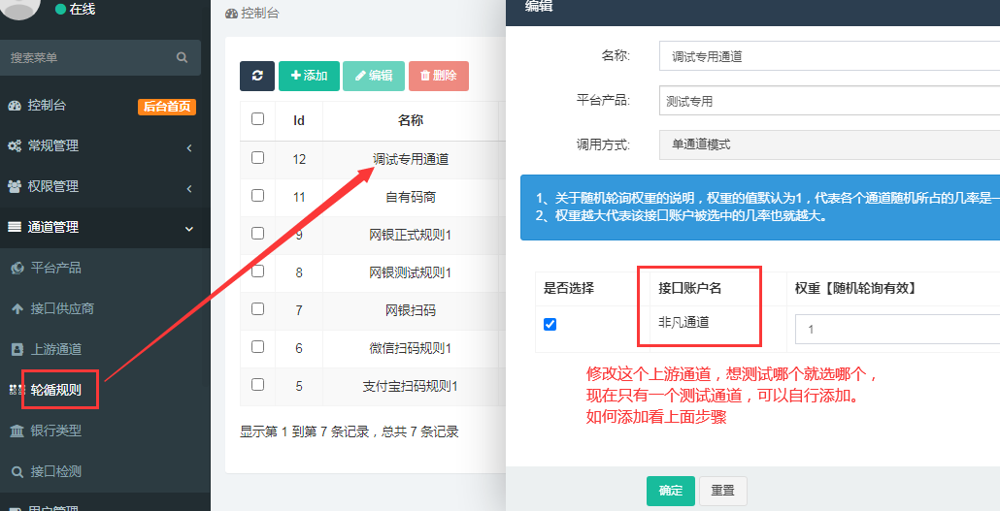 在线
搜索菜单
控制台
后台首页
常规管理
权限管理
通道管理
平台产品
接口供应商
上游通道
轮循规则
银行类型
接口检测
控制台
添加
编辑
删除
Id
名称
12
调试专用通道
11
自有码商
9
网银正式规则1
8
网银测试规则1
7
网银扫码
6
微信扫码规则1
5
支付宝扫码规则1
显示第 1 到第 7 条记录，总共 7 条记录
编辑
名称:
调试专用通道
平台产品:
测试专用
调用方式:
单通道模式
1、关于随机轮询权重的说明，权重的值默认为1，代表各个通道随机所占的几率是一
2、权重越大代表该接口账户被选中的几率也就越大。
是否选择
接口账户名
权重【随机轮询有效】
非凡通道
1
修改这个上游通道，想测试哪个就选哪个，
现在只有一个测试通道，可以自行添加。
如何添加看上面步骤
确定
重置